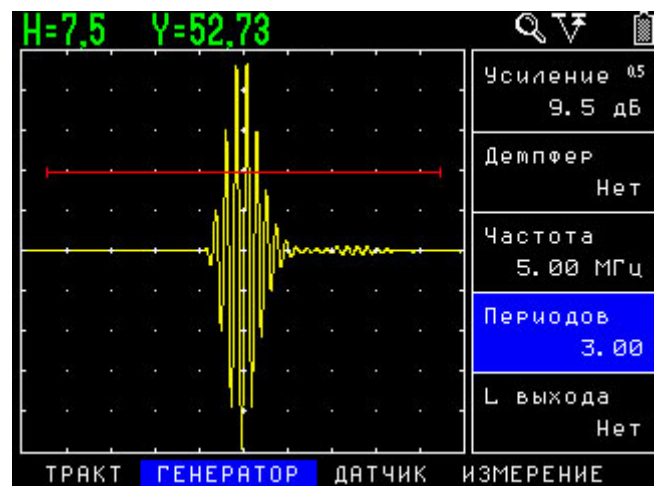 H=7,5 Y=52,73
Усиление 0.5
9.5 дБ
Демпфер
Нет
Частота
5.00 МГц
Периодов
3.00
L выхода
Нет
ТРАКТ ГЕНЕРАТОР ДАТЧИК ИЗМЕРЕНИЕ